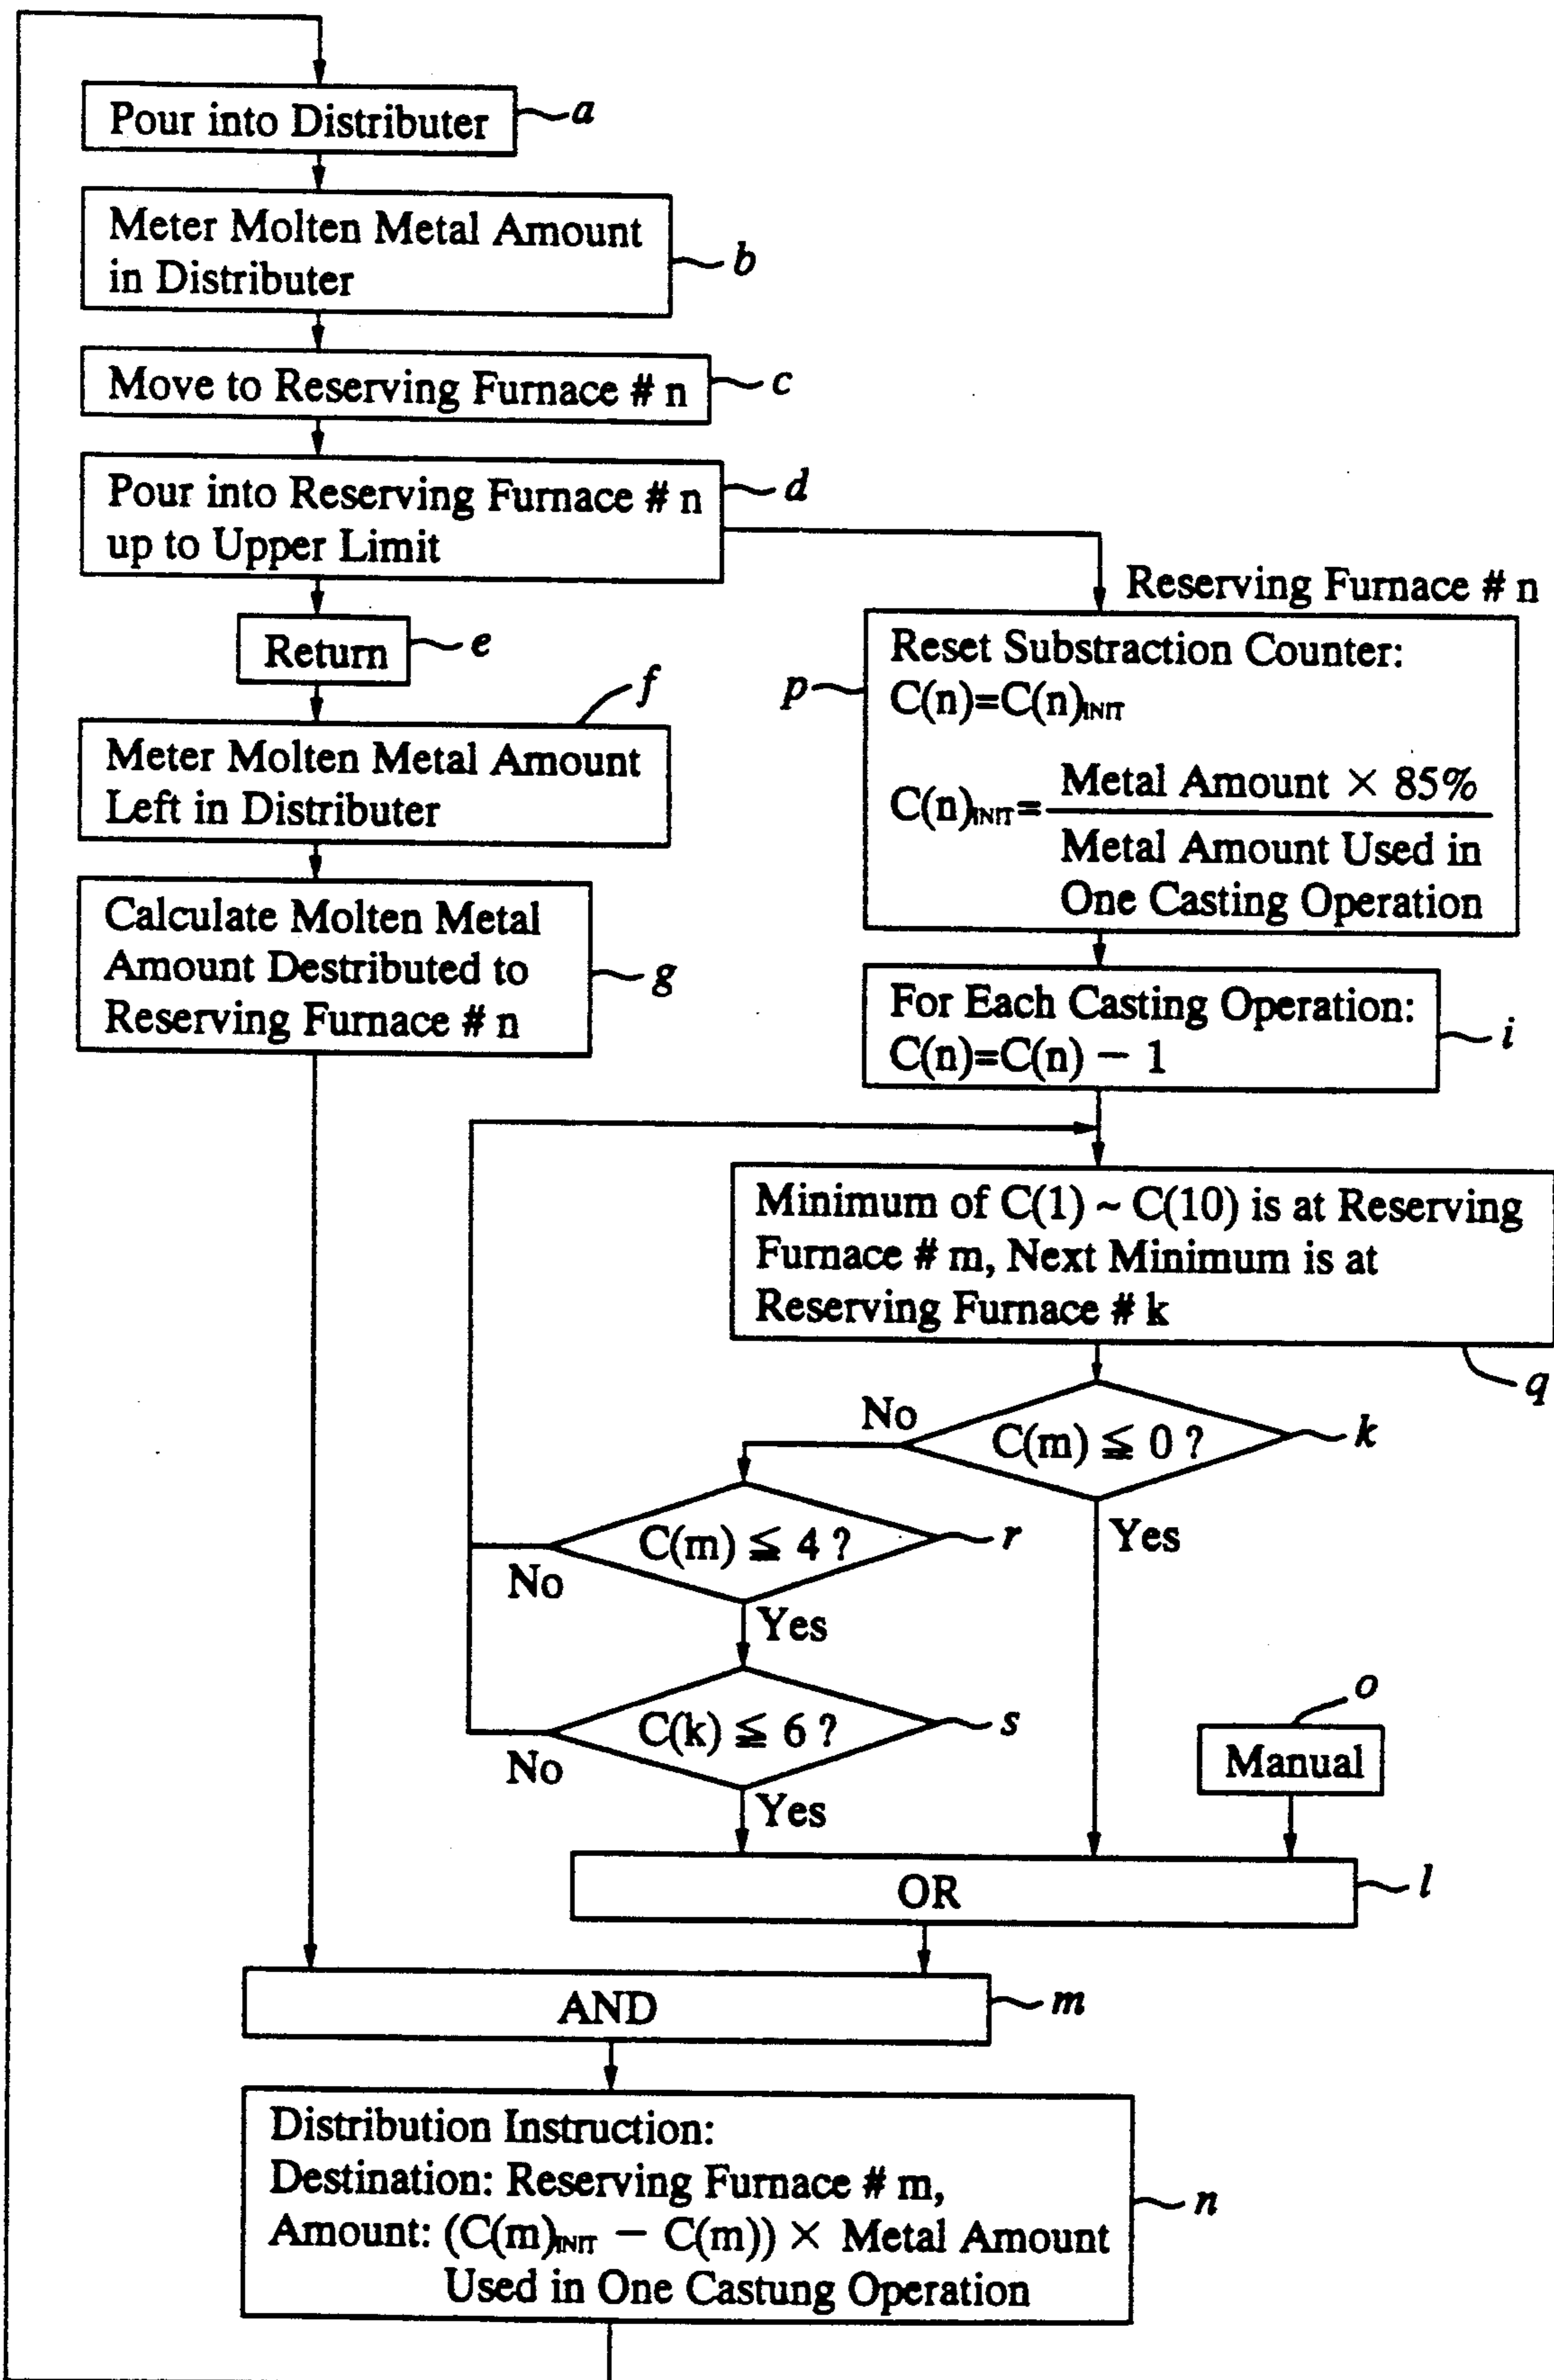 Pour into Distributer
a
Meter Molten Metal Amount
in Distributer
b
Move to Reserving Furnace # n
c
Pour into Reserving Furnace # n
up to Upper Limit
d
Return
e
f
Meter Molten Metal Amount
Left in Distributer
Calculate Molten Metal
Amount Destributed to
Reserving Furnace # n
g
Reserving Furnace # n
Reset Substraction Counter:
C(n)=C(n)INIT
p
C(n)INIT=
Metal Amount × 85%
Metal Amount Used in
One Casting Operation
For Each Casting Operation:
C(n)=C(n) − 1
i
Minimum of C(1) ~ C(10) is at Reserving
Furnace # m, Next Minimum is at
Reserving Furnace # k
q
No
C(m) ≦ 0 ?
k
Yes
C(m) ≦ 4 ?
r
No
Yes
C(k) ≦ 6 ?
s
No
Yes
o
Manual
OR
l
AND
m
Distribution Instruction:
Destination: Reserving Furnace # m,
Amount: (C(m)INIT − C(m)) × Metal Amount
Used in One Castung Operation
n